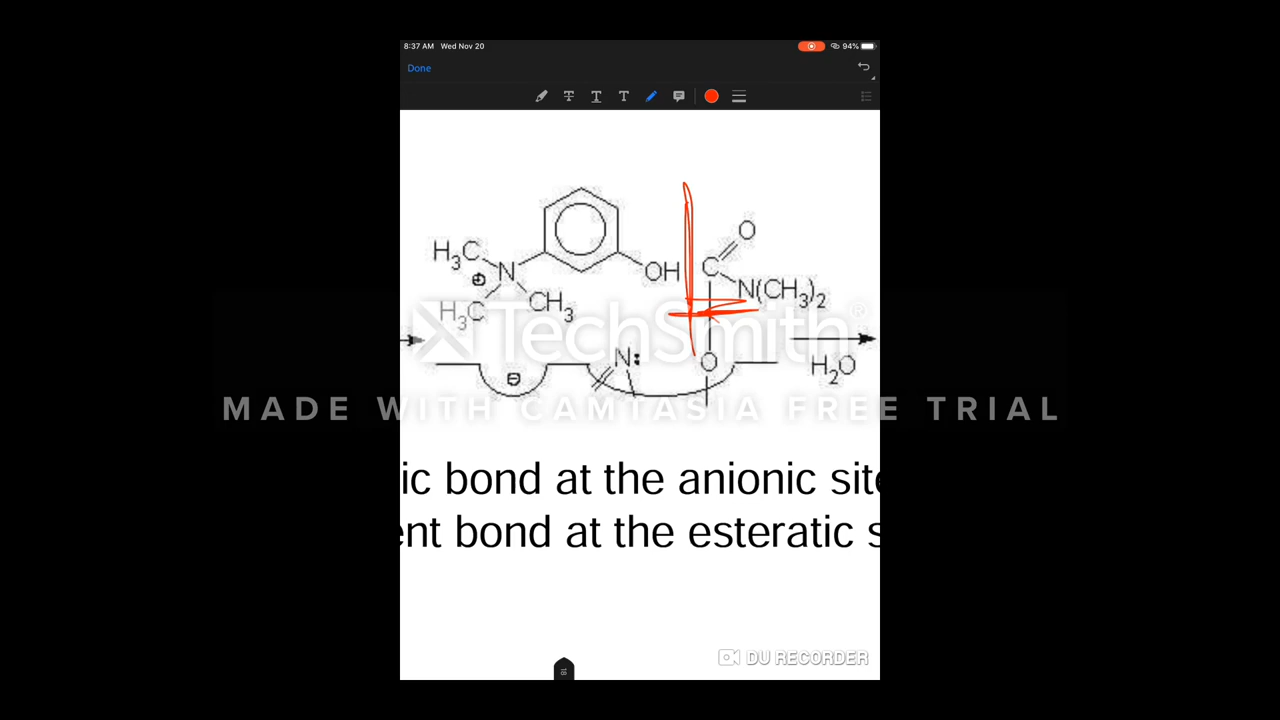 8:37 AM Wed Nov 20
94%
Done
T T T
O
H₃C
C
N
OH
N(CH₃)₂
⊕
H₃C
CH₃
TechSmith®
N:
O
H₂O
⊖
MADE WITH CAMTASIA FREE TRIAL
ic bond at the anionic site
ent bond at the esteratic s
DU RECORDER
18